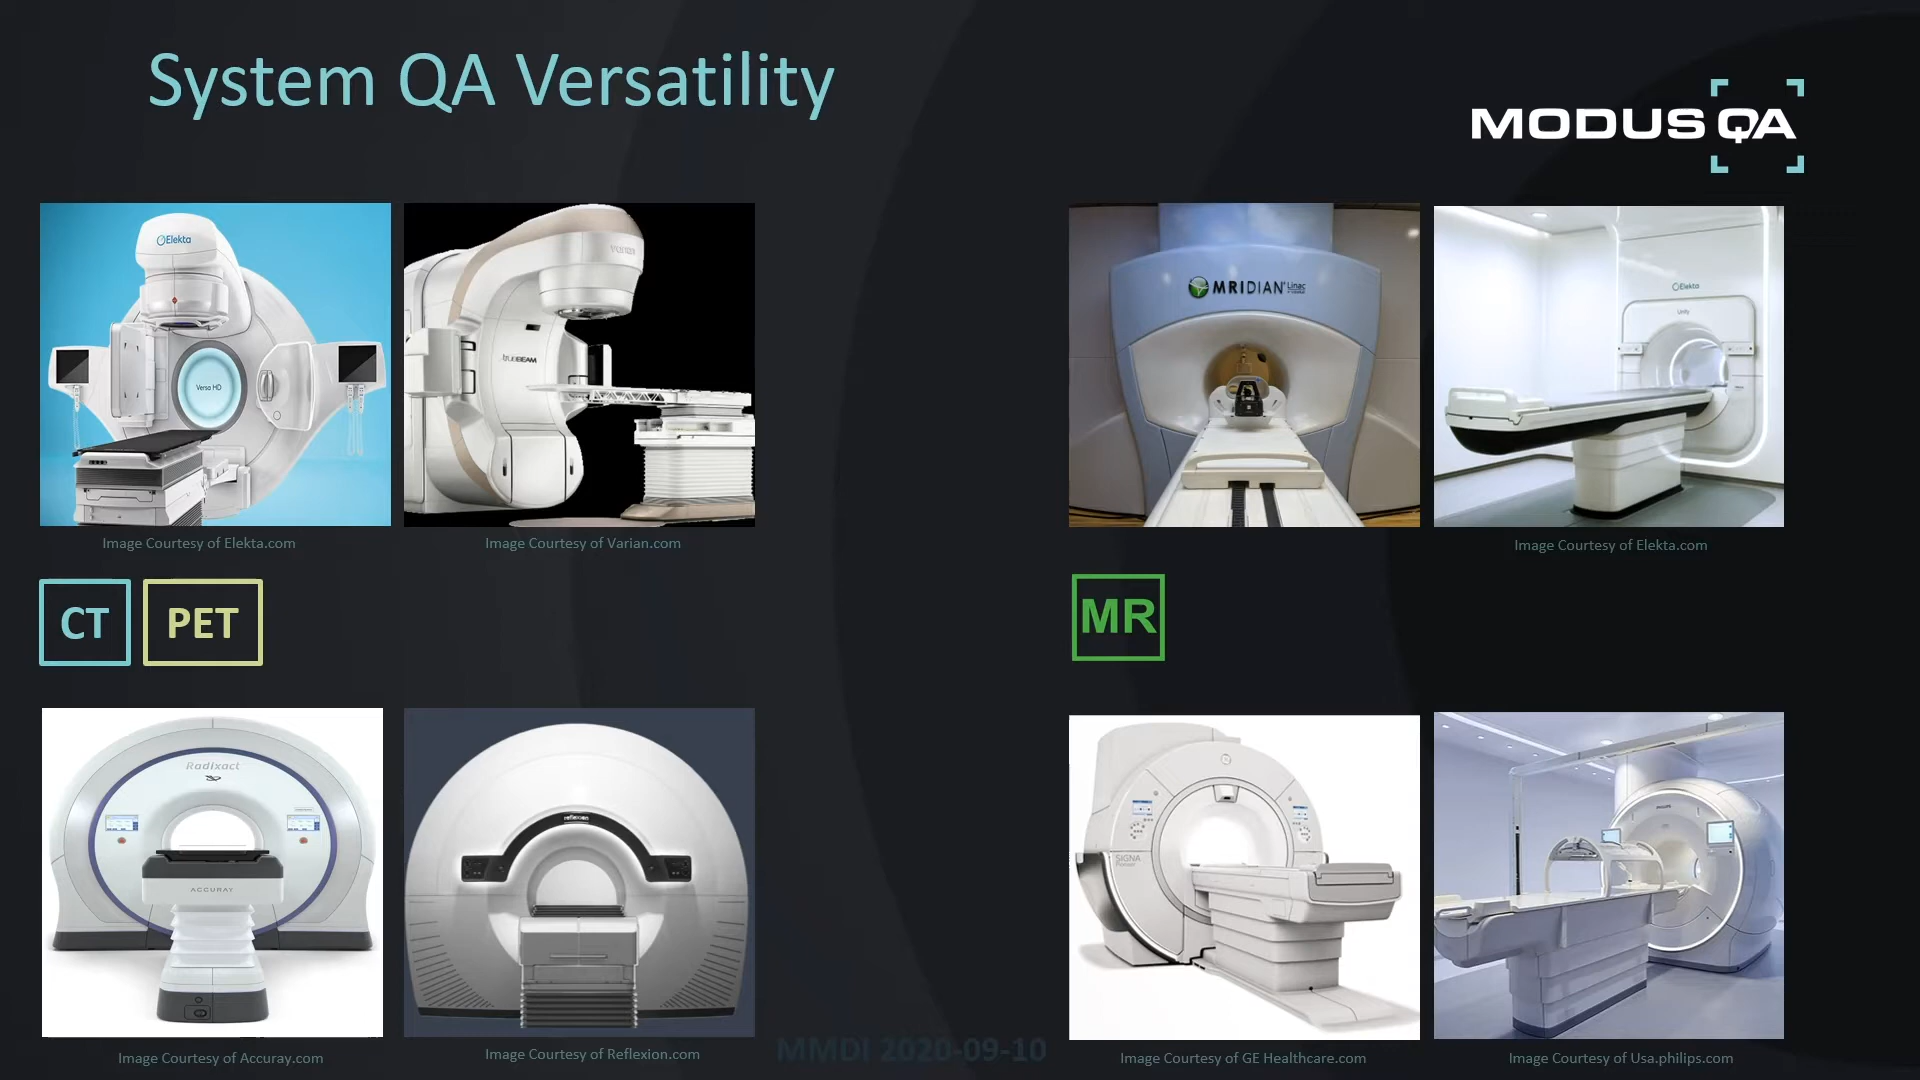 System QA Versatility
MODUS QA
Elekta
Versa HD
VARIAN
TRUEBEAM
MRIDIAN Linac
Elekta
Unity
Image Courtesy of Elekta.com
Image Courtesy of Varian.com
Image Courtesy of Elekta.com
CT
PET
MR
Radixact
ACCURAY
reflexion
SIGNA
Pioneer
PHILIPS
Image Courtesy of Accuray.com
Image Courtesy of Reflexion.com
MMDI 2020-09-10
Image Courtesy of GE Healthcare.com
Image Courtesy of Usa.philips.com